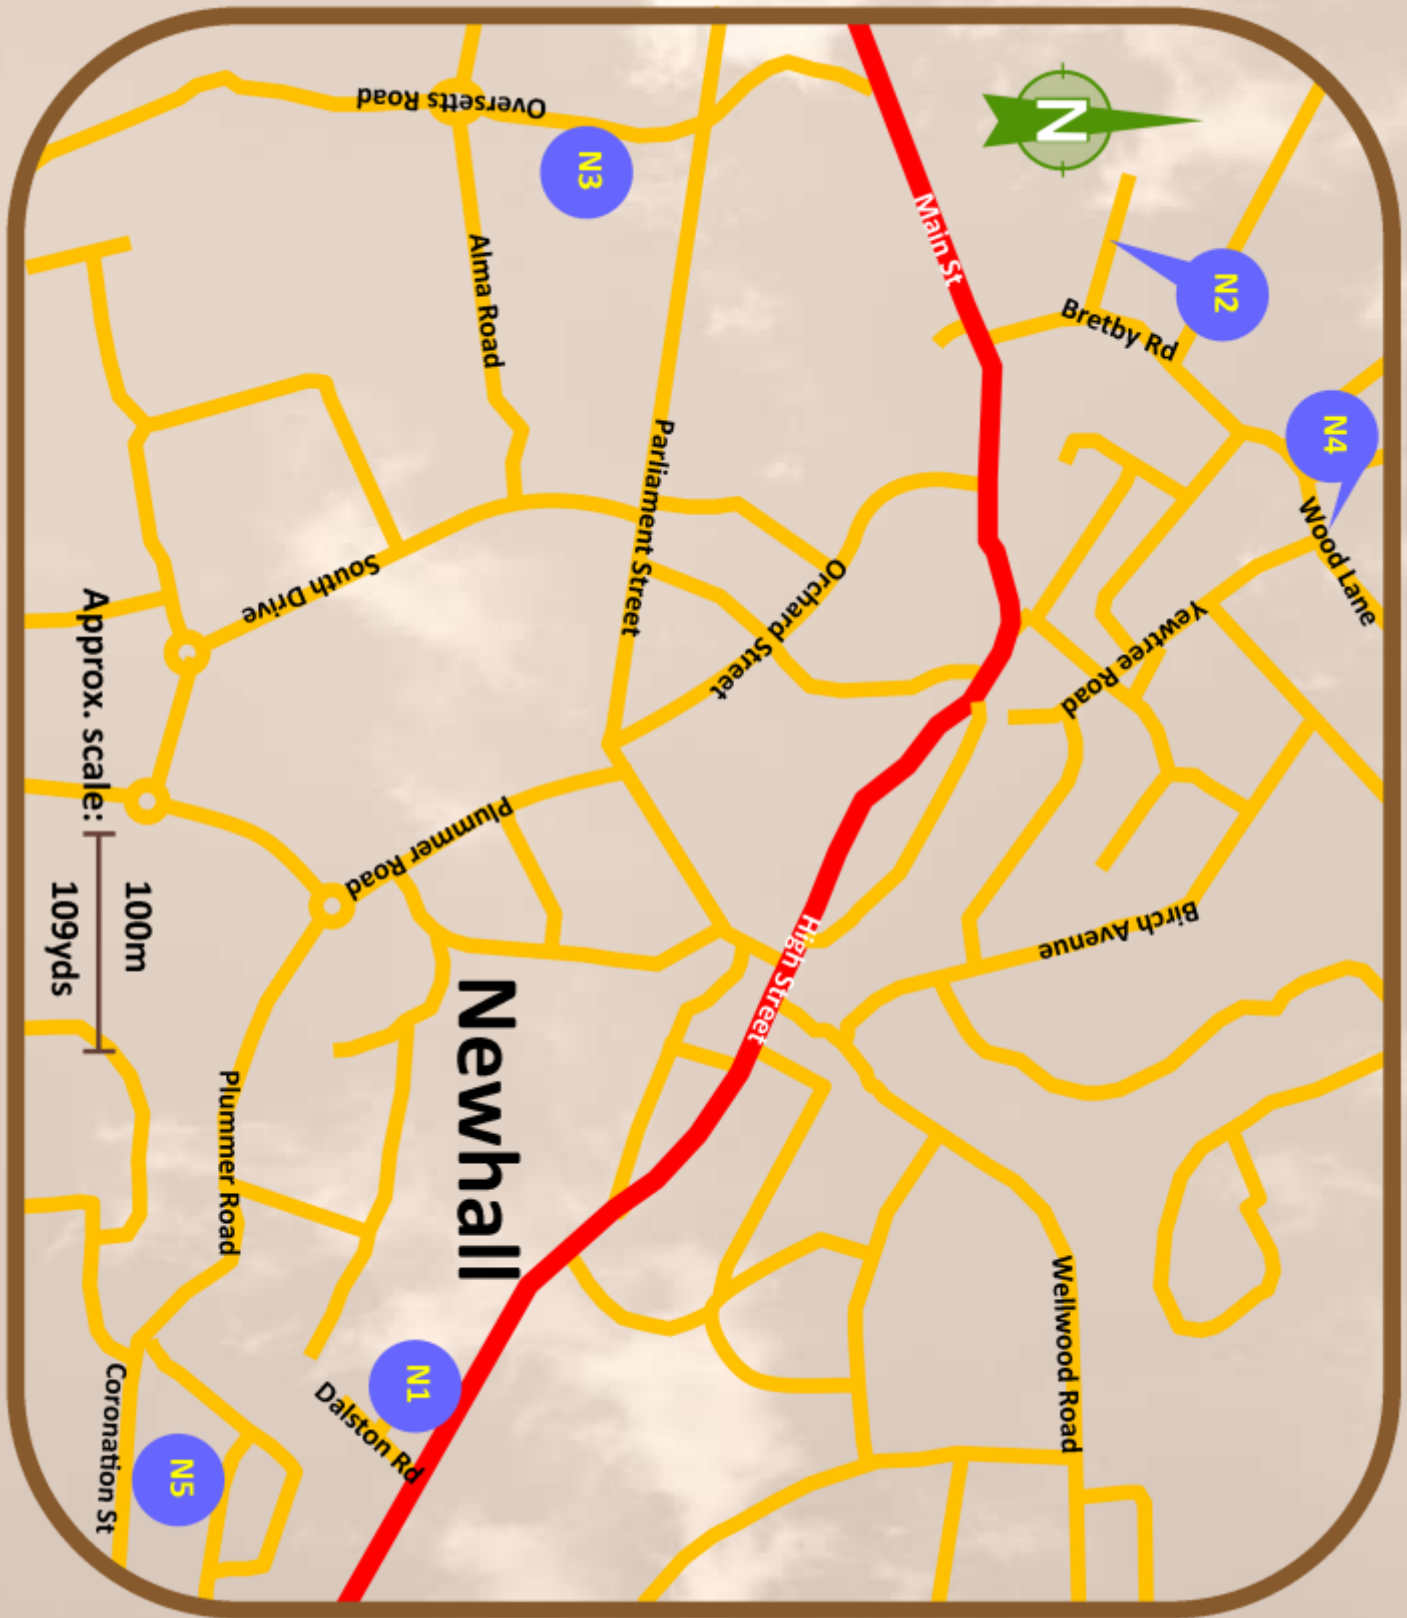 N
N2
Bretby Rd
N4
Wood Lane
Main St
Yewtree Road
Birch Avenue
Wellwood Road
Orchard Street
High Street
Parliament Street
N3
Oversetts Road
Alma Road
South Drive
Plummer Road
Newhall
N1
Dalston Rd
Plummer Road
N5
Coronation St
Approx. scale:
100m
109yds